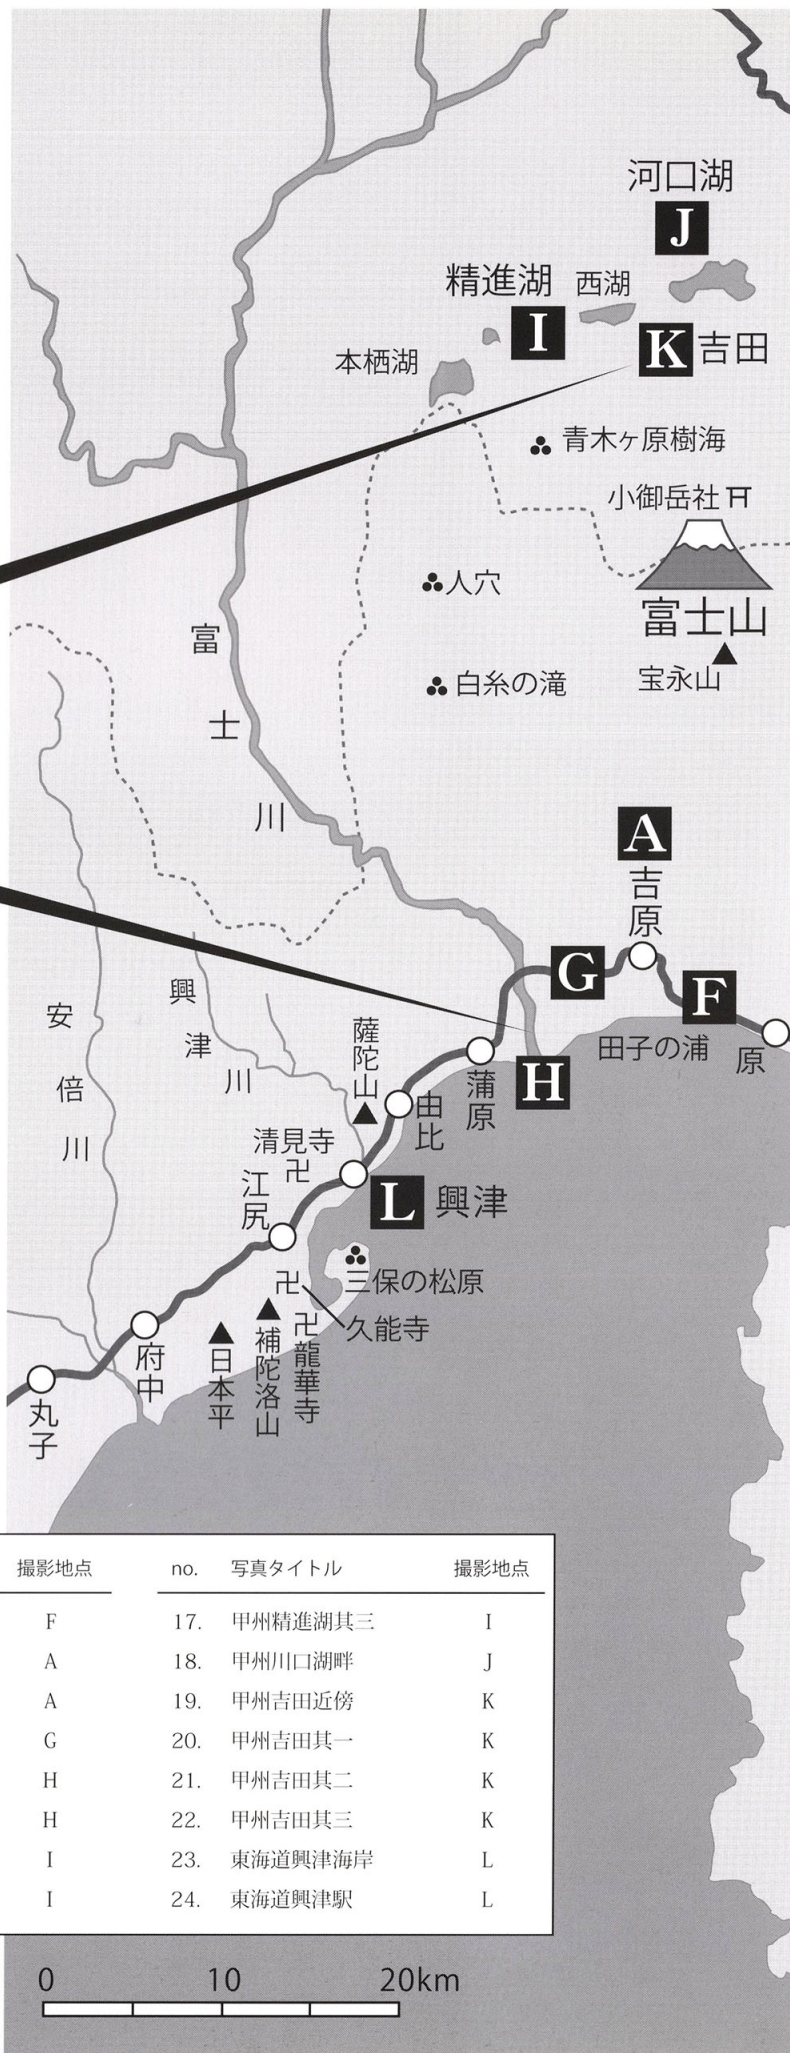 河口湖
J
精進湖
西湖
I
K 吉田
本栖湖
青木ヶ原樹海
小御岳社
人穴
富士山
富士川
白糸の滝
宝永山
A
吉原
G
F
安倍川
興津川
薩陀山
田子の浦
原
蒲原
H
由比
清見寺
卍
江尻
L 興津
三保の松原
卍
久能寺
府中
日本平
補陀洛山
卍龍華寺
丸子
撮影地点 no. 写真タイトル 撮影地点
F 17. 甲州精進湖其三 I
A 18. 甲州川口湖畔 J
A 19. 甲州吉田近傍 K
G 20. 甲州吉田其一 K
H 21. 甲州吉田其二 K
H 22. 甲州吉田其三 K
I 23. 東海道興津海岸 L
I 24. 東海道興津駅 L
0 10 20km